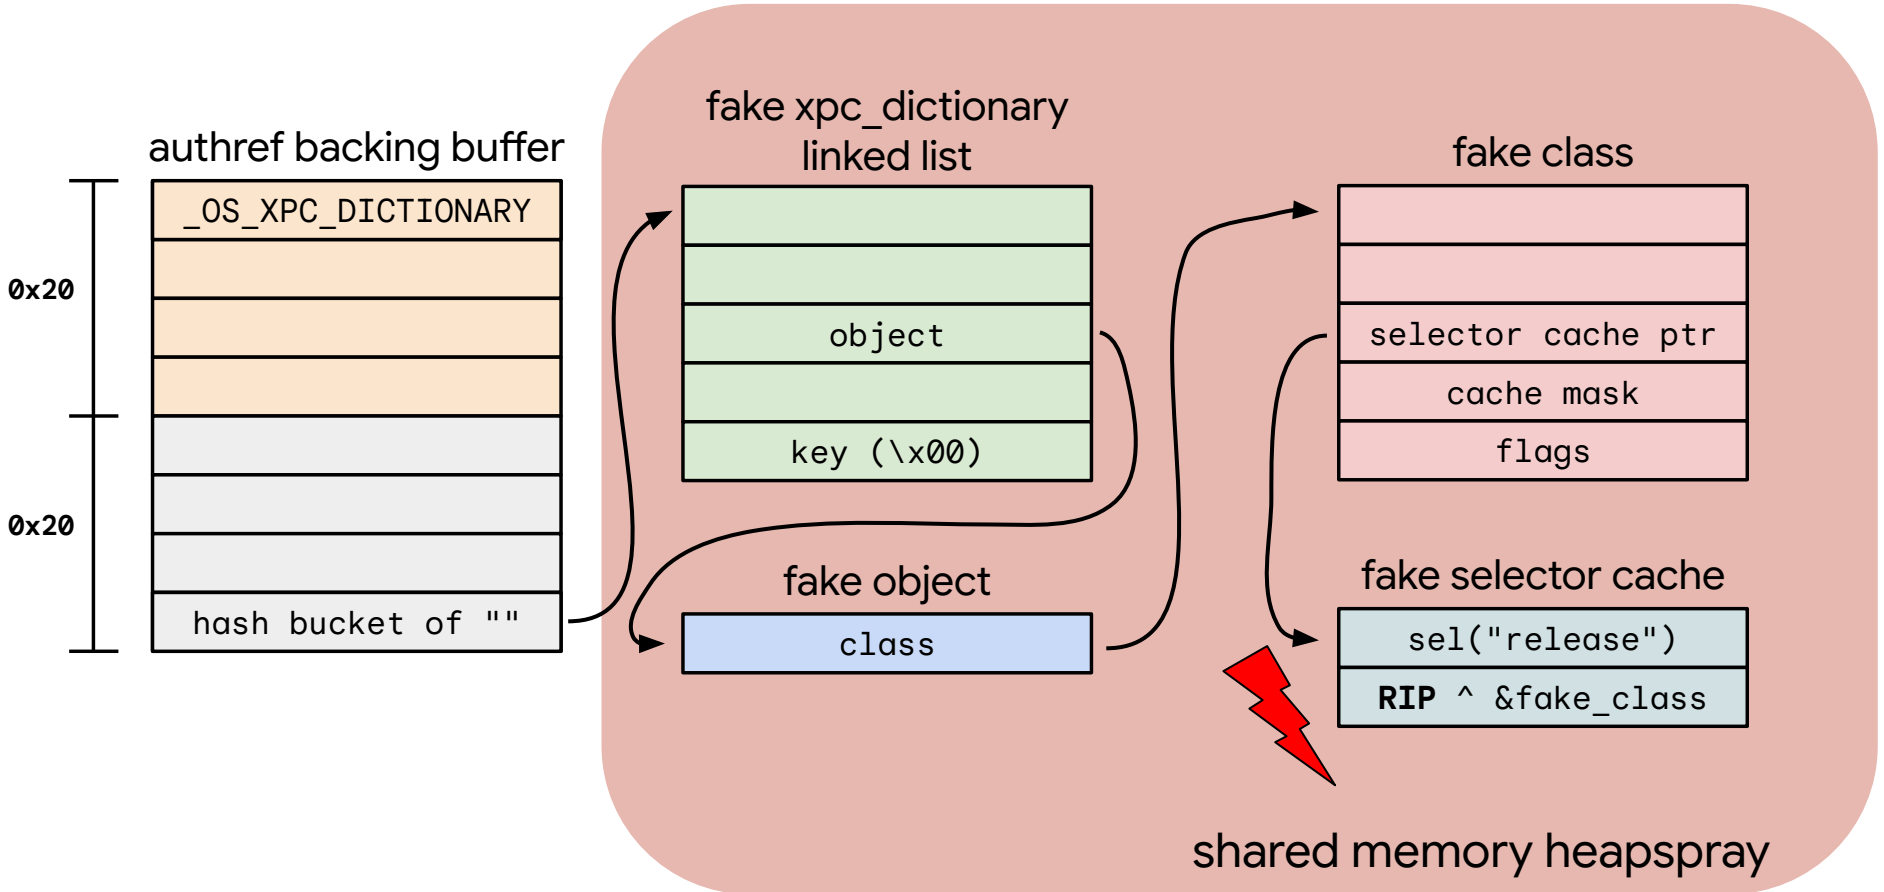 authref backing buffer
_OS_XPC_DICTIONARY
0x20
0x20
hash bucket of ""
fake xpc_dictionary
linked list
object
key (\x00)
fake object
class
fake class
selector cache ptr
cache mask
flags
fake selector cache
sel("release")
RIP ^ &fake_class
shared memory heapspray